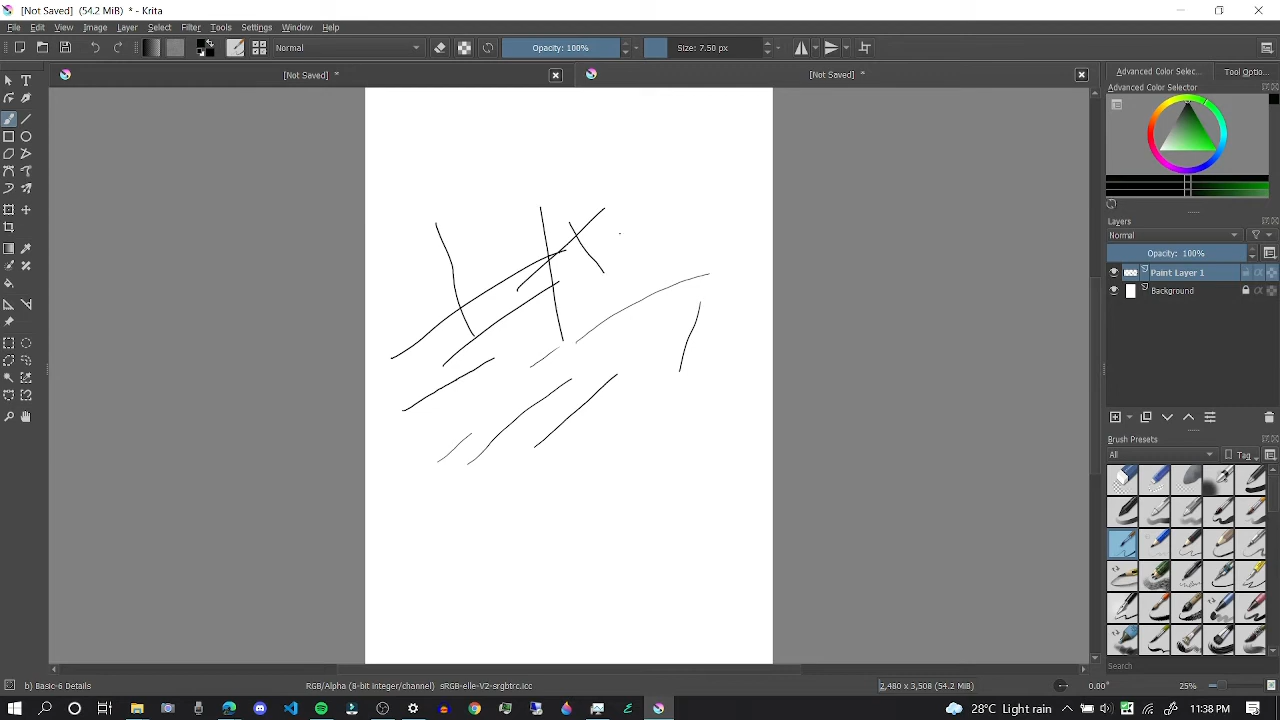 [Not Saved]  (54.2 MiB)  * - Krita
File Edit View Image Layer Select Filter Tools Settings Window Help
Normal Opacity: 100% Size: 7.50 px
[Not Saved] * [Not Saved] *
Advanced Color Selec... Tool Optio...
Advanced Color Selector
Layers
Normal
Opacity: 100%
Paint Layer 1
Background
Brush Presets
All Tag
Search
b) Basic-6 Details RGB/Alpha (8-bit integer/channel)  sRGB-elle-V2-srgbtrc.icc 2,480 x 3,508 (54.2 MiB) 0.00° 25%
28°C Light rain 11:38 PM